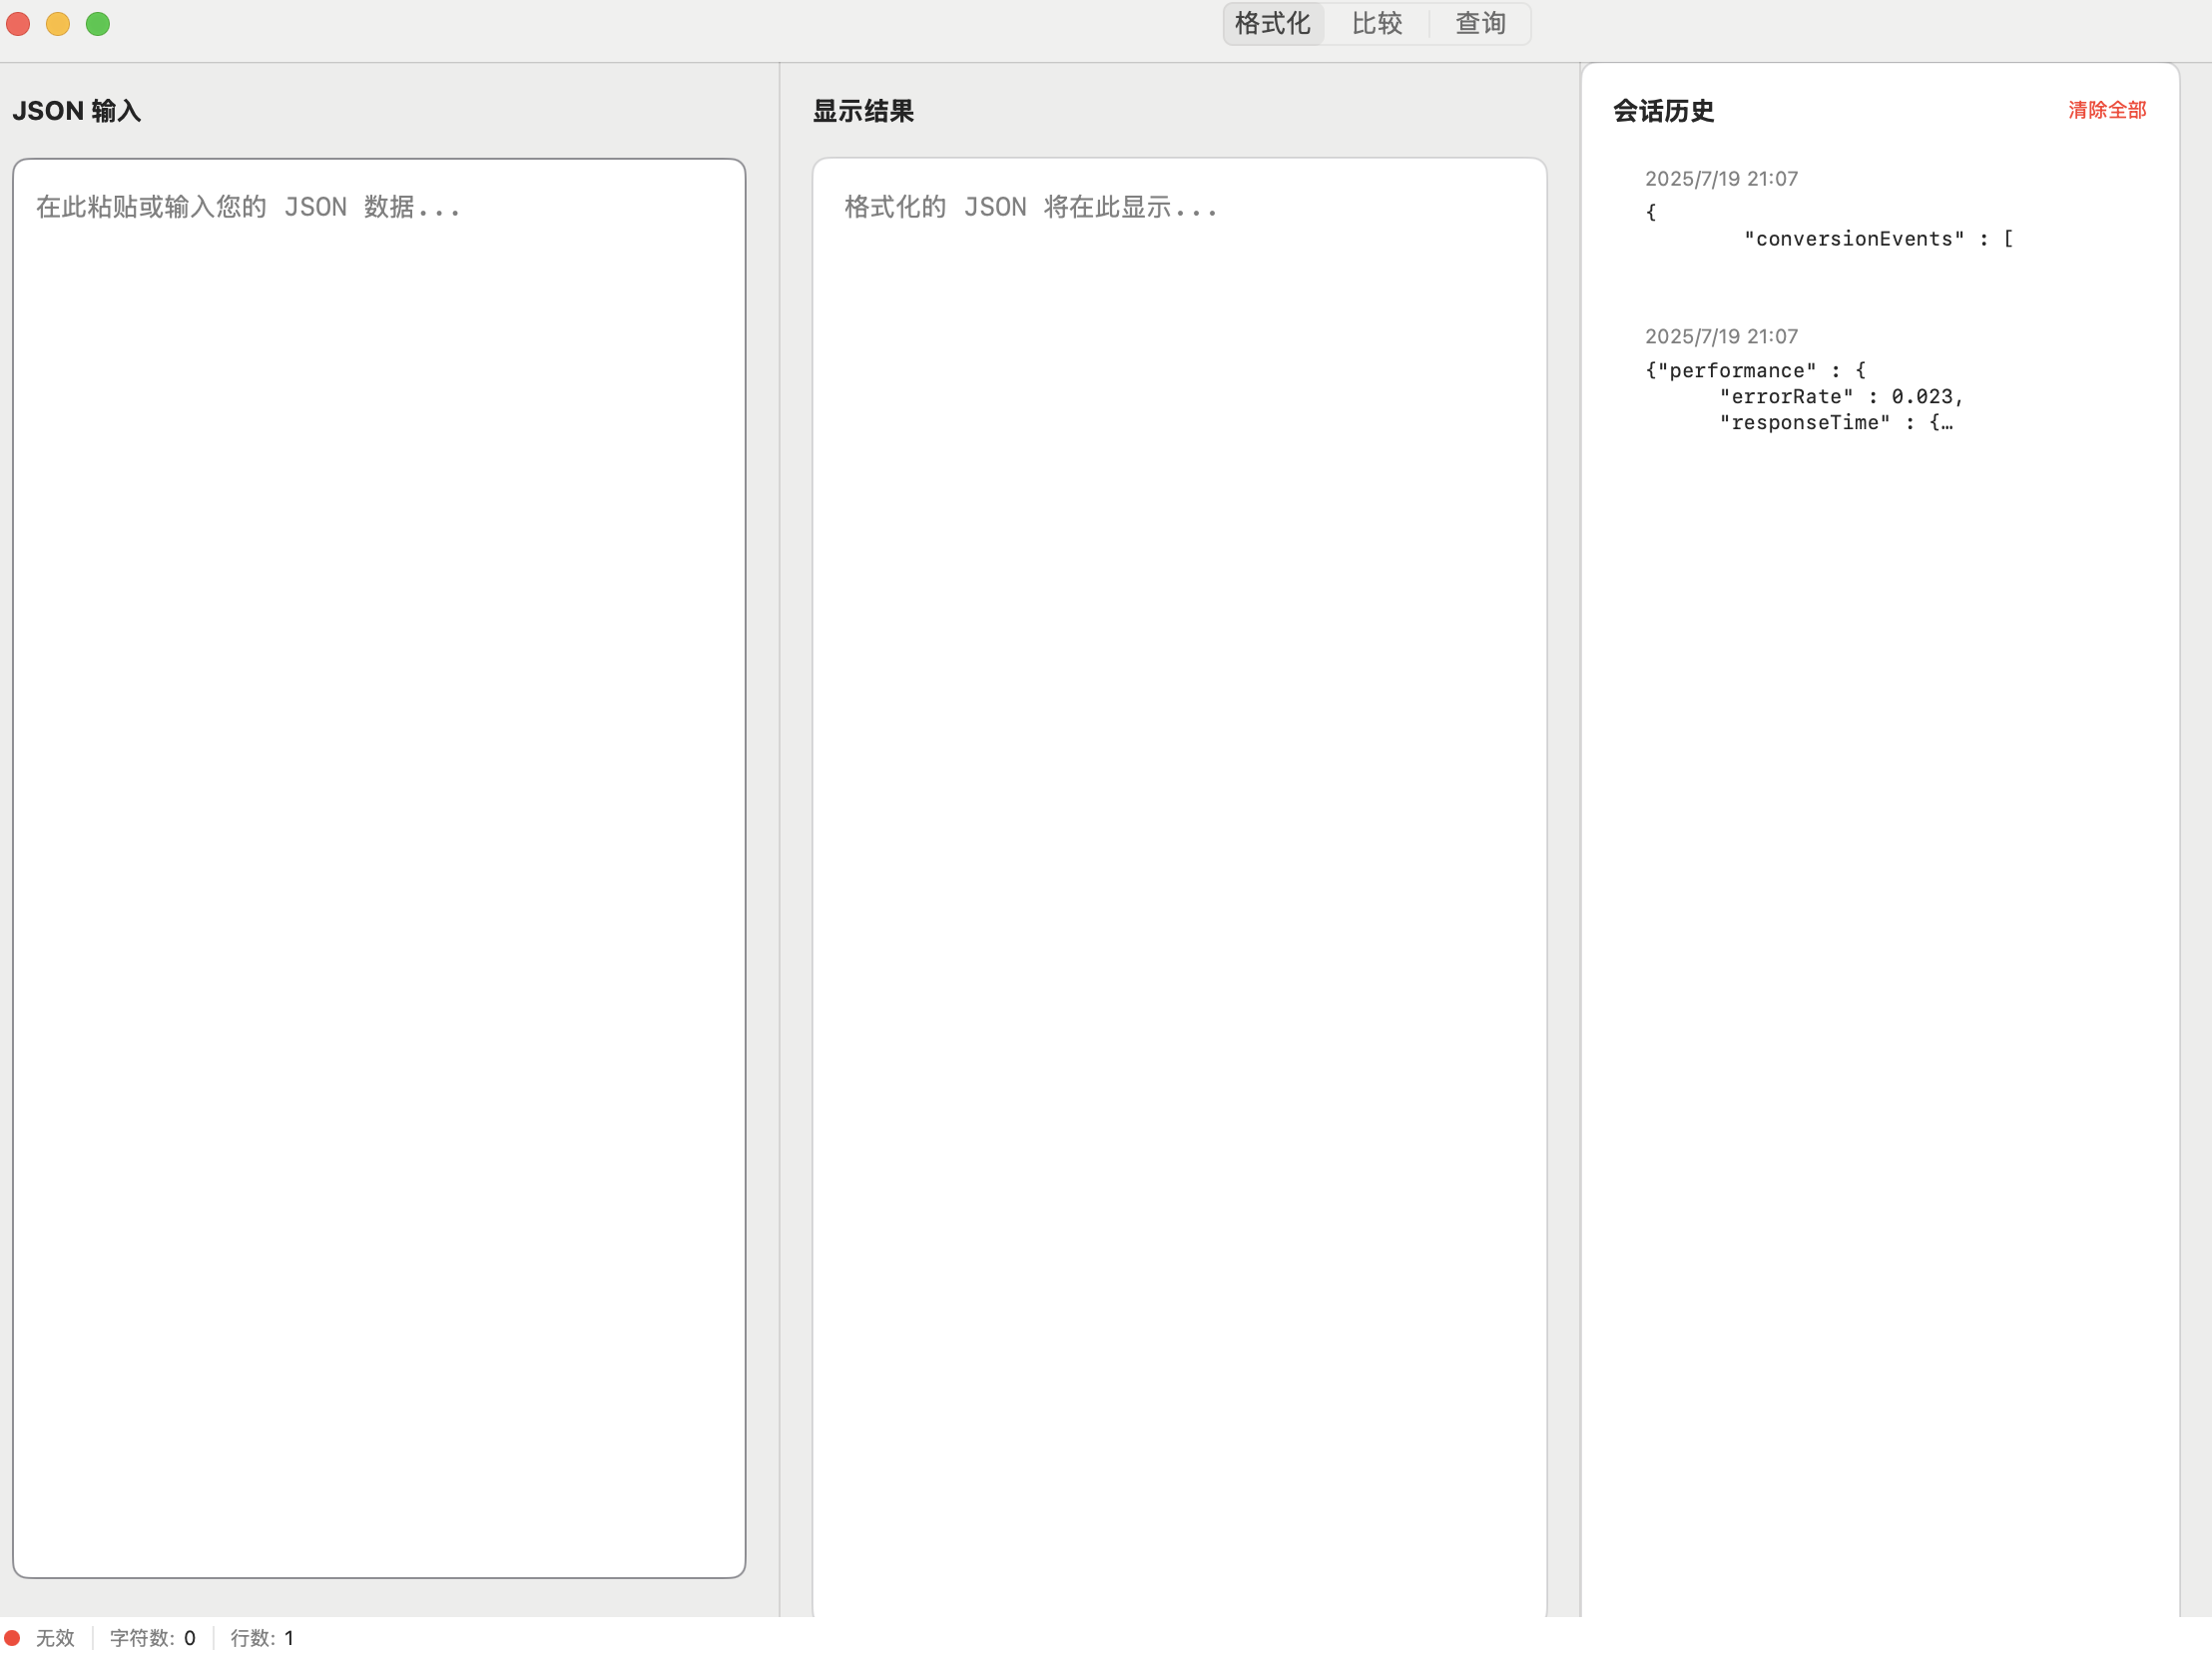 格式化 比较 查询
JSON 输入
在此粘贴或输入您的 JSON 数据...
显示结果
格式化的 JSON 将在此显示...
会话历史 清除全部
2025/7/19 21:07
{
"conversionEvents" : [
2025/7/19 21:07
{"performance" : {
"errorRate" : 0.023,
"responseTime" : {…
无效 字符数: 0 行数: 1